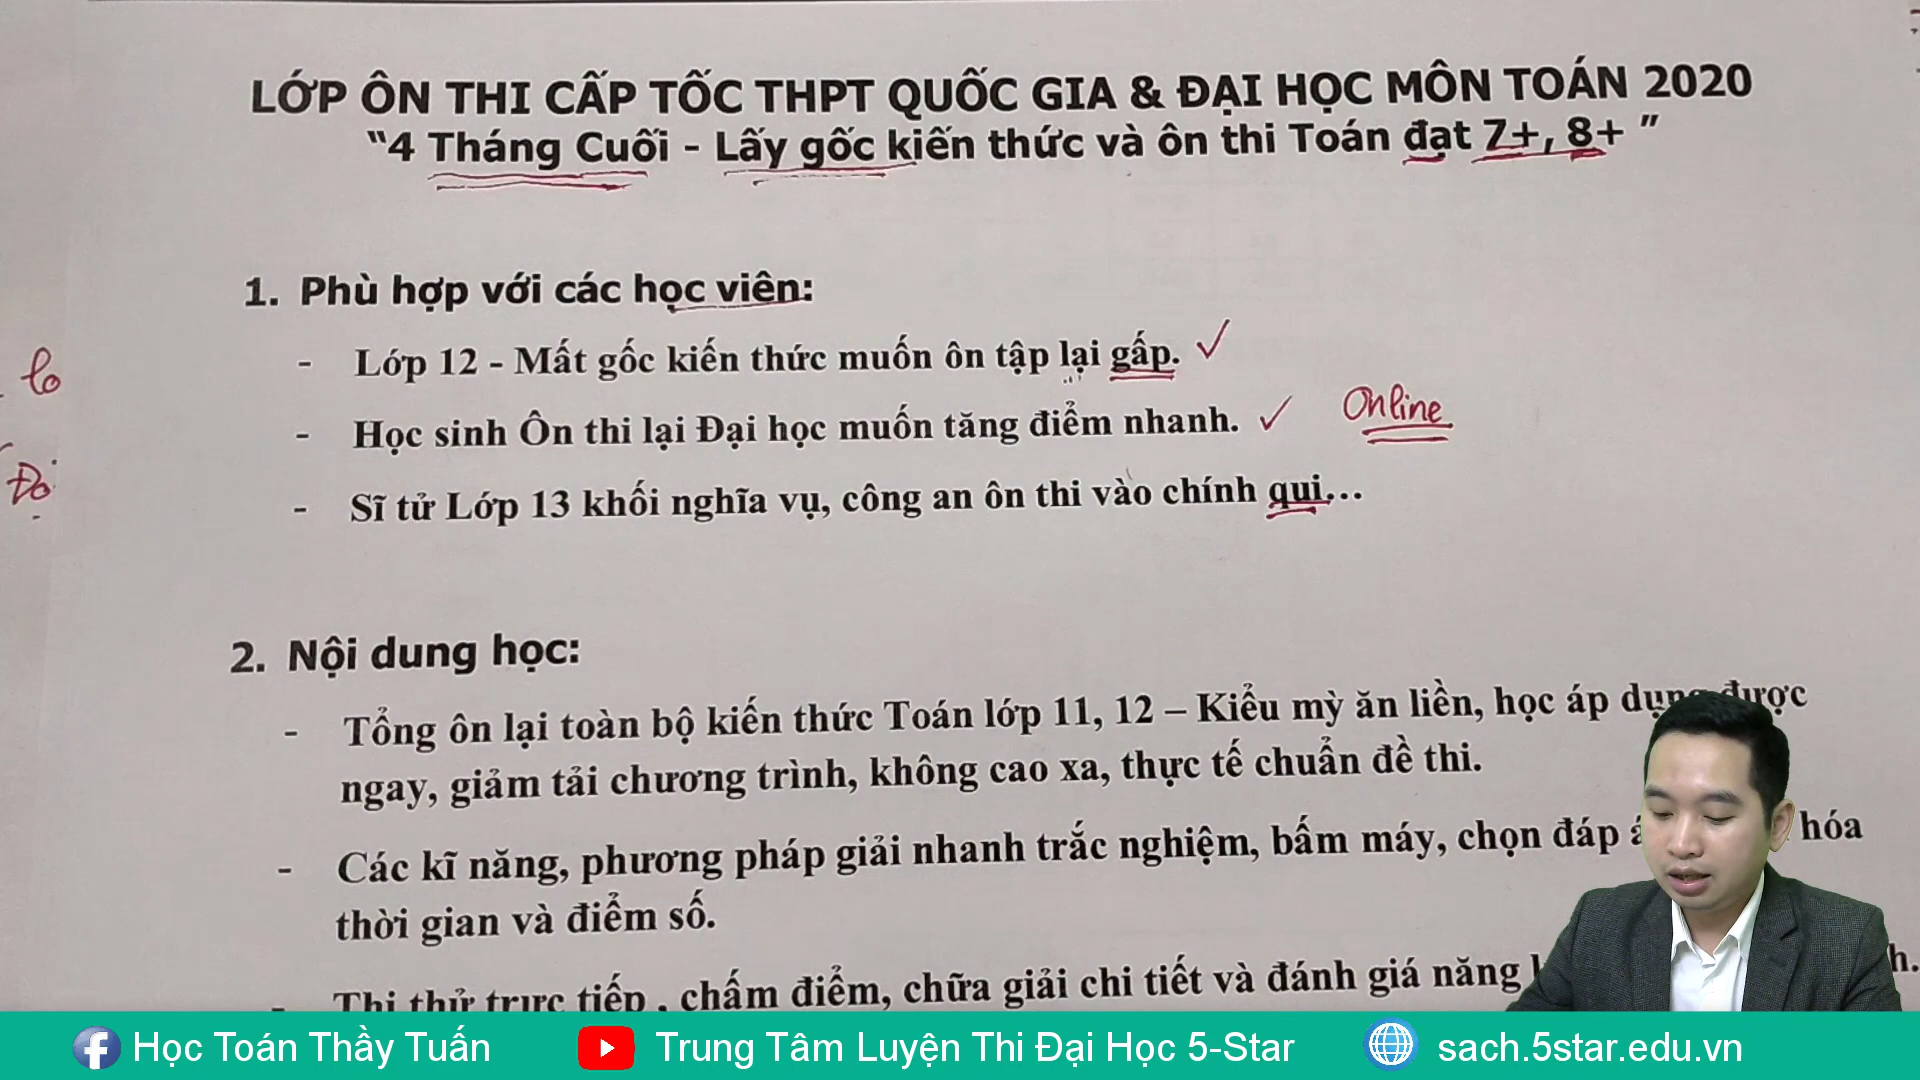 LỚP ÔN THI CẤP TỐC THPT QUỐC GIA & ĐẠI HỌC MÔN TOÁN 2020
“4 Tháng Cuối - Lấy gốc kiến thức và ôn thi Toán đạt 7+, 8+ ”
1. Phù hợp với các học viên:
- Lớp 12 - Mất gốc kiến thức muốn ôn tập lại gấp.
- Học sinh Ôn thi lại Đại học muốn tăng điểm nhanh.
Online
- Sĩ tử Lớp 13 khối nghĩa vụ, công an ôn thi vào chính qui...
2. Nội dung học:
- Tổng ôn lại toàn bộ kiến thức Toán lớp 11, 12 – Kiểu mỳ ăn liền, học áp dụng được
ngay, giảm tải chương trình, không cao xa, thực tế chuẩn đề thi.
- Các kĩ năng, phương pháp giải nhanh trắc nghiệm, bấm máy, chọn đáp hóa
thời gian và điểm số.
- Thi thử trực tiếp , chấm điểm, chữa giải chi tiết và đánh giá năng
Học Toán Thầy Tuấn
Trung Tâm Luyện Thi Đại Học 5-Star
sach.5star.edu.vn